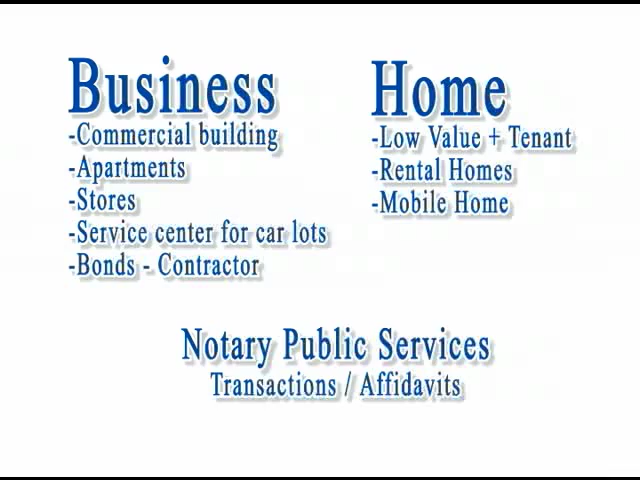 Business
-Commercial building
-Apartments
-Stores
-Service center for car lots
-Bonds - Contractor
Home
-Low Value + Tenant
-Rental Homes
-Mobile Home
Notary Public Services
Transactions / Affidavits